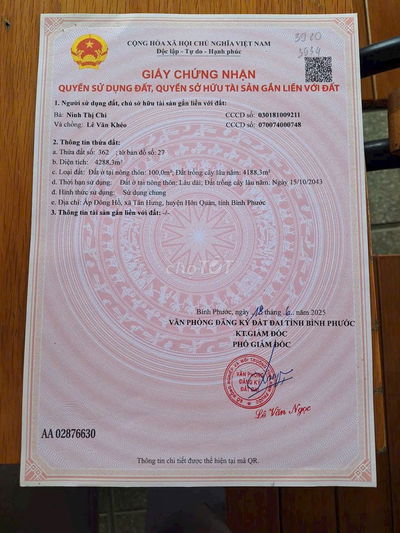 CỘNG HÒA XÃ HỘI CHỦ NGHĨA VIỆT NAM
Độc lập - Tự do - Hạnh phúc
3920
3934
GIẤY CHỨNG NHẬN
QUYỀN SỬ DỤNG ĐẤT, QUYỀN SỞ HỮU TÀI SẢN GẮN LIỀN VỚI ĐẤT
1. Người sử dụng đất, chủ sở hữu tài sản gắn liền với đất:
Bà: Ninh Thị Chi CCCD số: 030181009211
Và chồng: Lê Văn Khéo CCCD số: 070074000748
2. Thông tin thửa đất:
a. Thửa đất số: 362 ; tờ bản đồ số: 27
b. Diện tích: 4288,3m²
c. Loại đất: Đất ở tại nông thôn: 100,0m²; Đất trồng cây lâu năm: 4188.3m²
d. Thời hạn sử dụng: Đất ở tại nông thôn: Lâu dài; Đất trồng cây lâu năm: Ngày 15/10/2043
đ. Hình thức sử dụng: Sử dụng chung
e. Địa chỉ: Ấp Đông Hồ, xã Tân Hưng, huyện Hớn Quản, tỉnh Bình Phước
3. Thông tin tài sản gắn liền với đất: -/-
chợTỐT
Bình Phước, ngày 18 tháng 6 năm 2025
VĂN PHÒNG ĐĂNG KÝ ĐẤT ĐAI TỈNH BÌNH PHƯỚC
KT.GIÁM ĐỐC
PHÓ GIÁM ĐỐC
VĂN PHÒNG
ĐĂNG KÝ
ĐẤT ĐAI
Lê Văn Ngọc
AA 02876630
Thông tin chi tiết được thể hiện tại mã QR.